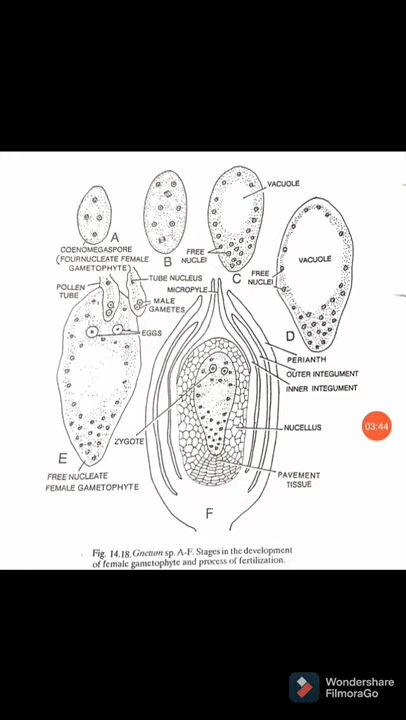 VACUOLE
A
B
COENOMEGASPORE
(FOURNUCLEATE FEMALE
GAMETOPHYTE)
FREE
NUCLEI
C
VACUOLE
TUBE NUCLEUS
MICROPYLE
FREE
NUCLEI
POLLEN
TUBE
MALE
GAMETES
EGGS
D
PERIANTH
OUTER INTEGUMENT
INNER INTEGUMENT
03:44
NUCELLUS
ZYGOTE
E
FREE NUCLEATE
FEMALE GAMETOPHYTE
PAVEMENT
TISSUE
F
Fig. 14.18. Gnetum sp. A-F. Stages in the development
of female gametophyte and process of fertilization.
Wondershare
FilmoraGo